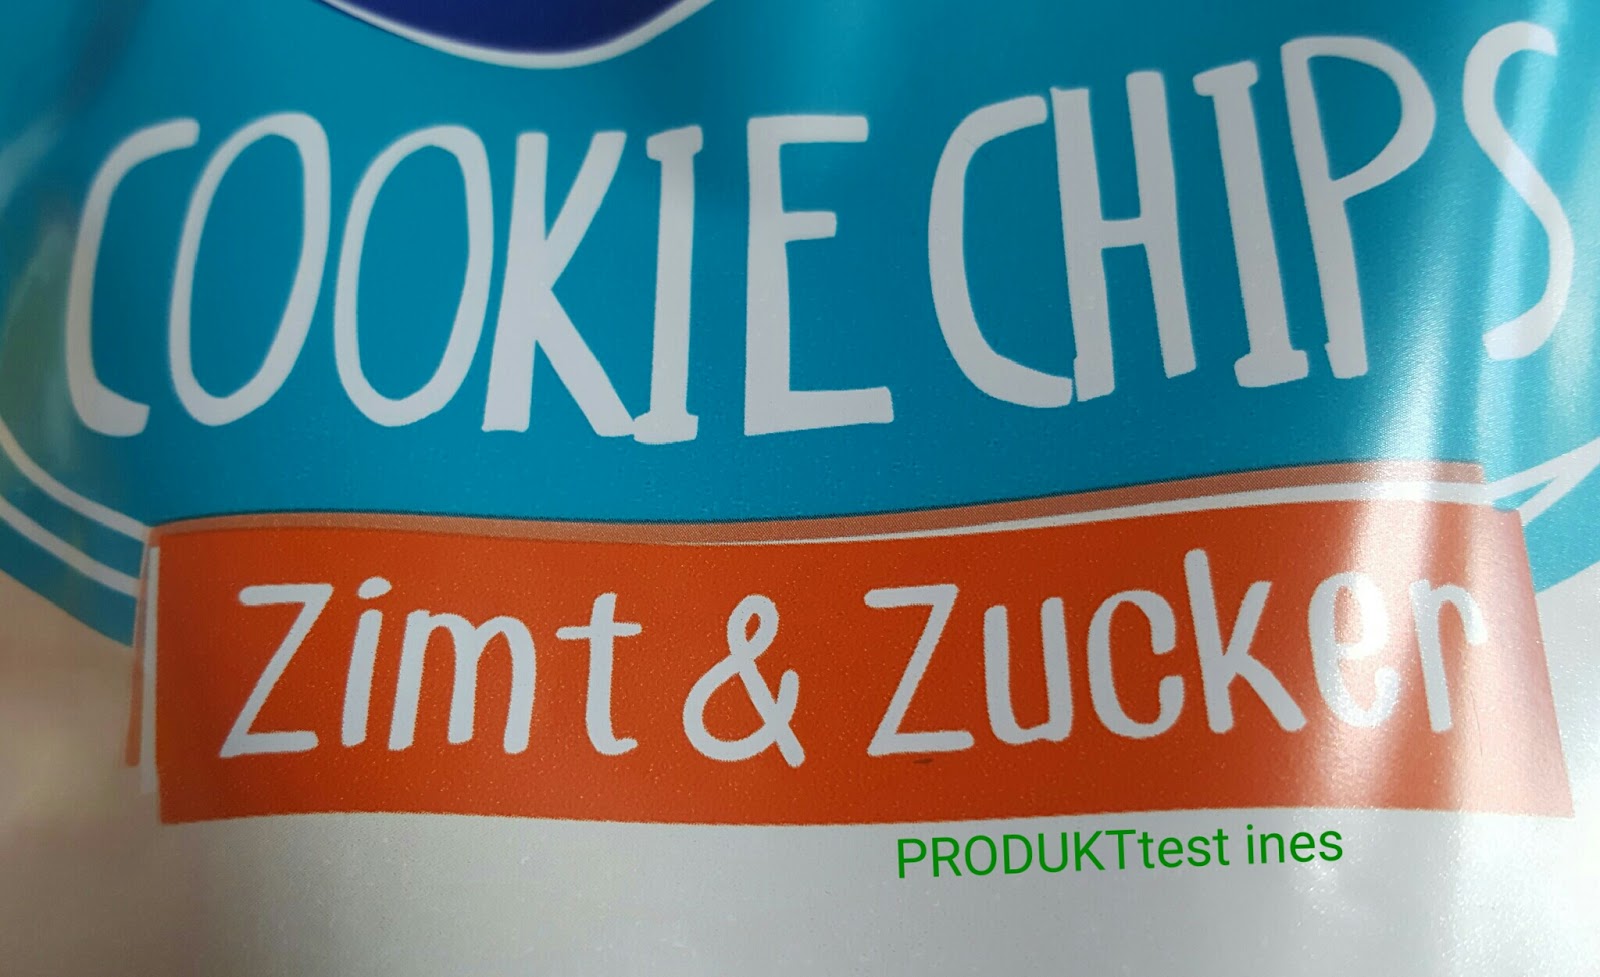 COOKIE CHIPS
Zimt & Zucker
PRODUKTtest ines